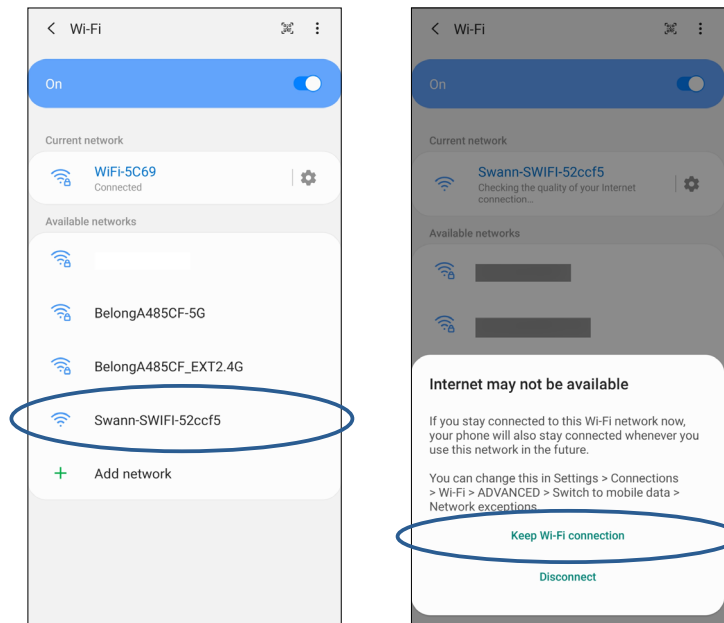 Wi-Fi
On
Current network
WiFi-5C69
Connected
Available networks
BelongA485CF-5G
BelongA485CF_EXT2.4G
Swann-SWIFI-52ccf5
Add network
Wi-Fi
On
Current network
Swann-SWIFI-52ccf5
Checking the quality of your Internet
connection...
Available networks
Internet may not be available
If you stay connected to this Wi-Fi network now,
your phone will also stay connected whenever you
use this network in the future.
You can change this in Settings > Connections
> Wi-Fi > ADVANCED > Switch to mobile data >
Network exceptions
Keep Wi-Fi connection
Disconnect